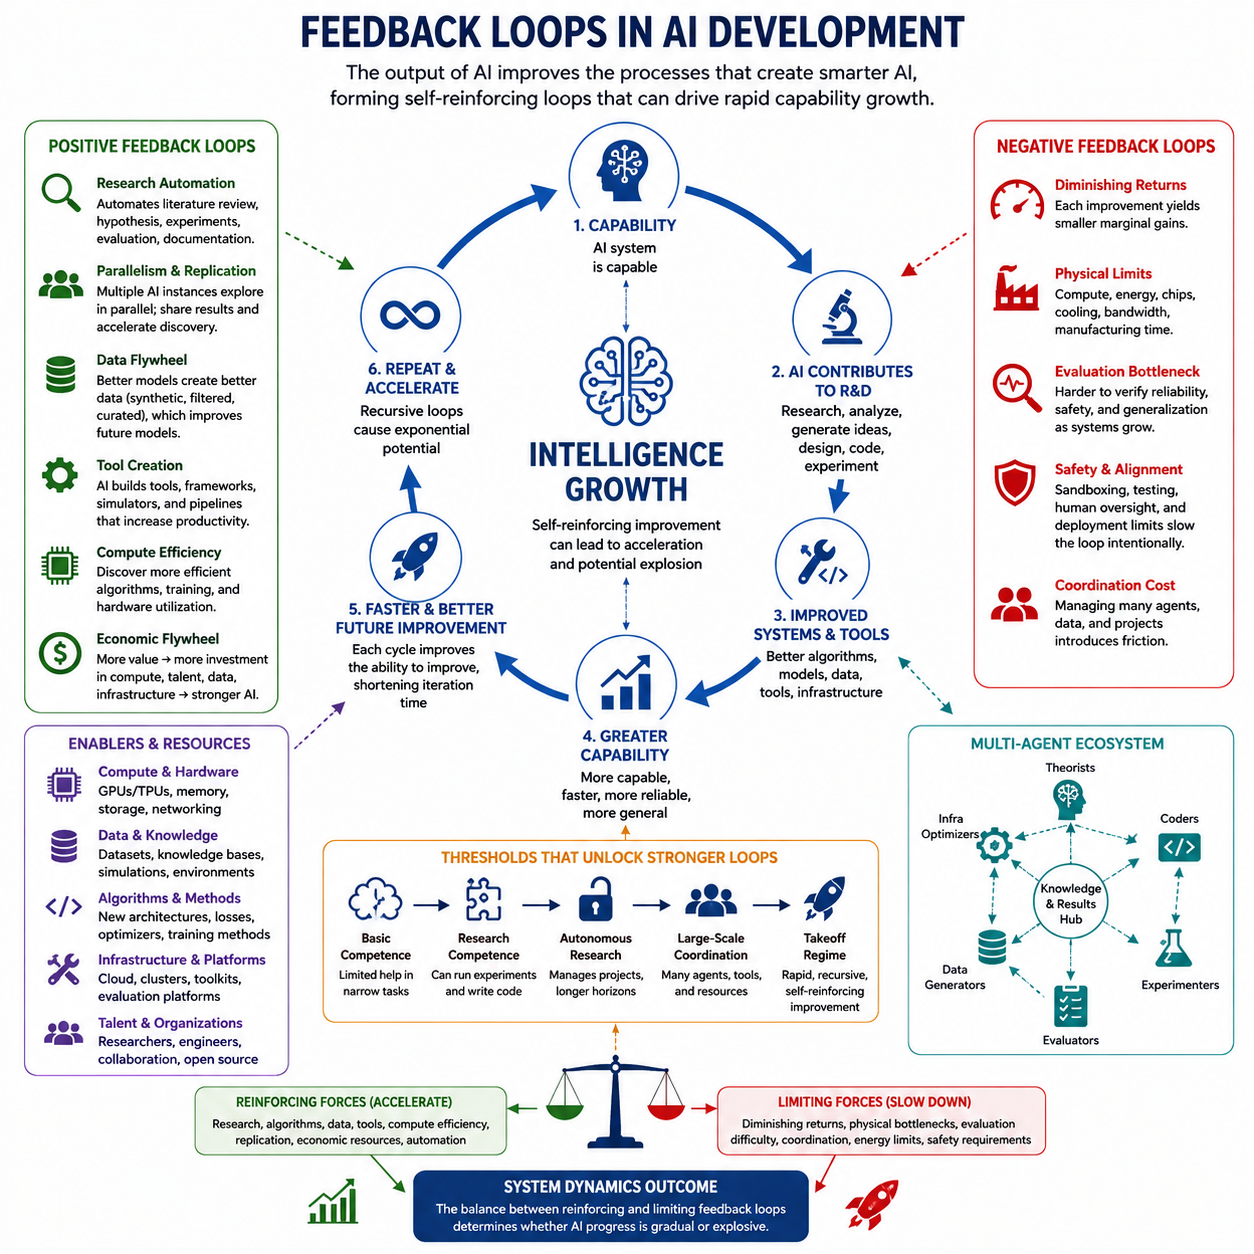 FEEDBACK LOOPS IN AI DEVELOPMENT
The output of AI improves the processes that create smarter AI,
forming self-reinforcing loops that can drive rapid capability growth.
POSITIVE FEEDBACK LOOPS
Research Automation
Automates literature review,
hypothesis, experiments,
evaluation, documentation.
Parallelism & Replication
Multiple AI instances explore
in parallel; share results and
accelerate discovery.
Data Flywheel
Better models create better
data (synthetic, filtered,
curated), which improves
future models.
Tool Creation
AI builds tools, frameworks,
simulators, and pipelines
that increase productivity.
Compute Efficiency
Discover more efficient
algorithms, training, and
hardware utilization.
Economic Flywheel
More value → more investment
in compute, talent, data,
infrastructure → stronger AI.
1. CAPABILITY
AI system
is capable
2. AI CONTRIBUTES
TO R&D
Research, analyze,
generate ideas,
design, code,
experiment
3. IMPROVED
SYSTEMS & TOOLS
Better algorithms,
models, data,
tools, infrastructure
4. GREATER
CAPABILITY
More capable,
faster, more reliable,
more general
5. FASTER & BETTER
FUTURE IMPROVEMENT
Each cycle improves
the ability to improve,
shortening iteration
time
6. REPEAT &
ACCELERATE
Recursive loops
cause exponential
potential
INTELLIGENCE
GROWTH
Self-reinforcing improvement
can lead to acceleration
and potential explosion
NEGATIVE FEEDBACK LOOPS
Diminishing Returns
Each improvement yields
smaller marginal gains.
Physical Limits
Compute, energy, chips,
cooling, bandwidth,
manufacturing time.
Evaluation Bottleneck
Harder to verify reliability,
safety, and generalization
as systems grow.
Safety & Alignment
Sandboxing, testing,
human oversight, and
deployment limits slow
the loop intentionally.
Coordination Cost
Managing many agents,
data, and projects
introduces friction.
ENABLERS & RESOURCES
Compute & Hardware
GPUs/TPUs, memory,
storage, networking
Data & Knowledge
Datasets, knowledge bases,
simulations, environments
Algorithms & Methods
New architectures, losses,
optimizers, training methods
Infrastructure & Platforms
Cloud, clusters, toolkits,
evaluation platforms
Talent & Organizations
Researchers, engineers,
collaboration, open source
THRESHOLDS THAT UNLOCK STRONGER LOOPS
Basic
Competence
Limited help in
narrow tasks
Research
Competence
Can run experiments
and write code
Autonomous
Research
Manages projects,
longer horizons
Large-Scale
Coordination
Many agents, tools,
and resources
Takeoff
Regime
Rapid, recursive,
self-reinforcing
improvement
MULTI-AGENT ECOSYSTEM
Theorists
Infra
Optimizers
Coders
</>
Knowledge
& Results
Hub
Data
Generators
Experimenters
Evaluators
REINFORCING FORCES (ACCELERATE)
Research, algorithms, data, tools, compute efficiency,
replication, economic resources, automation
LIMITING FORCES (SLOW DOWN)
Diminishing returns, physical bottlenecks, evaluation
difficulty, coordination, energy limits, safety requirements
SYSTEM DYNAMICS OUTCOME
The balance between reinforcing and limiting feedback loops
determines whether AI progress is gradual or explosive.